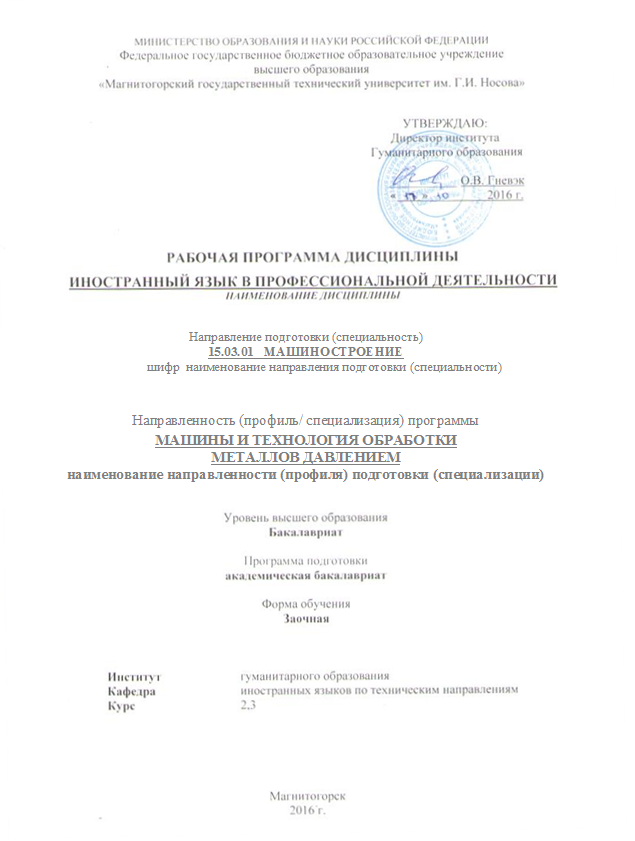 МИНИСТЕРСТВО ОБРАЗОВАНИЯ И НАУКИ РОССИЙСКОЙ ФЕДЕРАЦИИ
Федеральное государственное бюджетное образовательное учреждение
высшего образования
«Магнитогорский государственный технический университет им. Г.И. Носова»
УТВЕРЖДАЮ:
Директор института
Гуманитарного образования
О.В. Гневэк
2016 г.
РАБОЧАЯ ПРОГРАММА ДИСЦИПЛИНЫ
ИНОСТРАННЫЙ ЯЗЫК В ПРОФЕССИОНАЛЬНОЙ ДЕЯТЕЛЬНОСТИ
НАИМЕНОВАНИЕ ДИСЦИПЛИНЫ
Направление подготовки (специальность)
15.03.01 МАШИНОСТРОЕНИЕ
шифр наименование направления подготовки (специальности)
Направленность (профиль/ специализация) программы
МАШИНЫ И ТЕХНОЛОГИЯ ОБРАБОТКИ
МЕТАЛЛОВ ДАВЛЕНИЕМ
наименование направленности (профиля) подготовки (специализации)
Уровень высшего образования
Бакалавриат
Программа подготовки
академическая бакалавриат
Форма обучения
Заочная
Институт гуманитарного образования
Кафедра иностранных языков по техническим направлениям
Курс 2,3
Магнитогорск
2016 г.